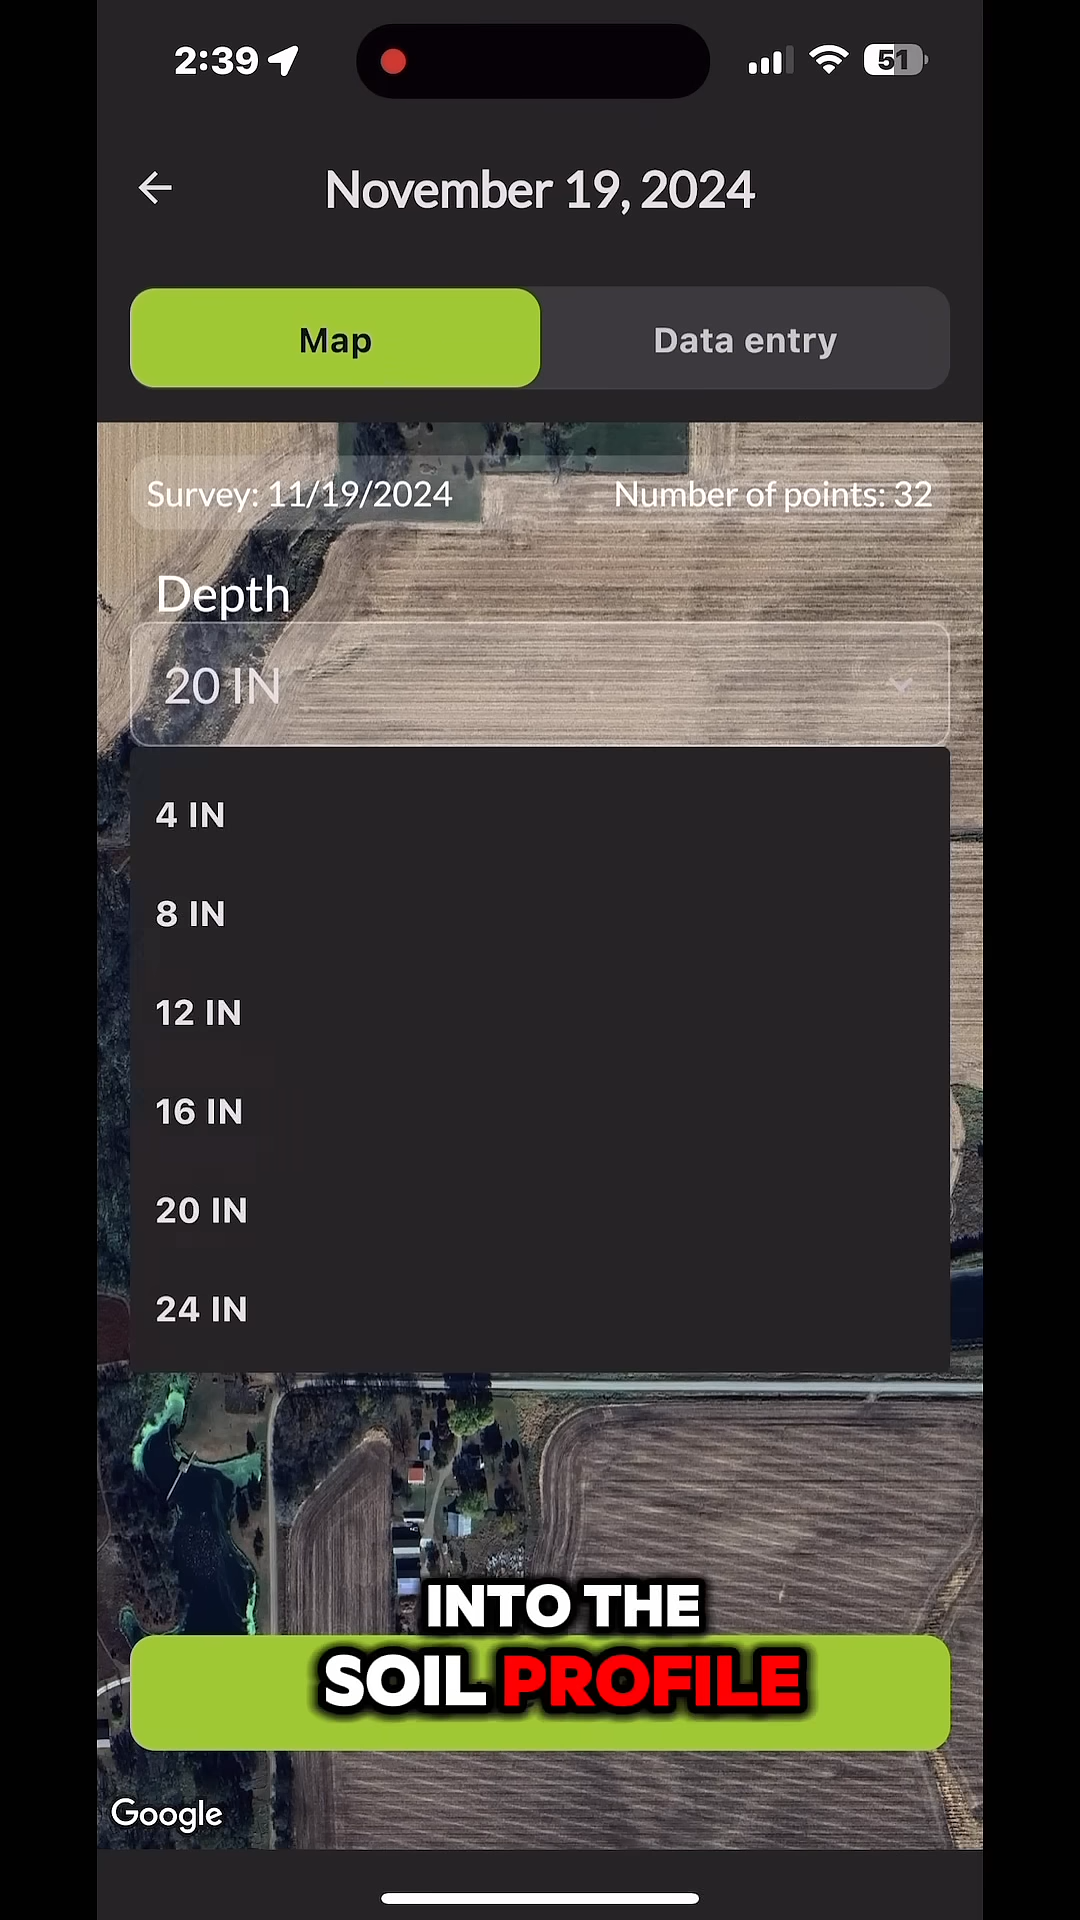 2:39
51
November 19, 2024
Map
Data entry
Survey: 11/19/2024
Number of points: 32
Depth
20 IN
4 IN
8 IN
12 IN
16 IN
20 IN
24 IN
INTO THE
SOIL PROFILE
Google